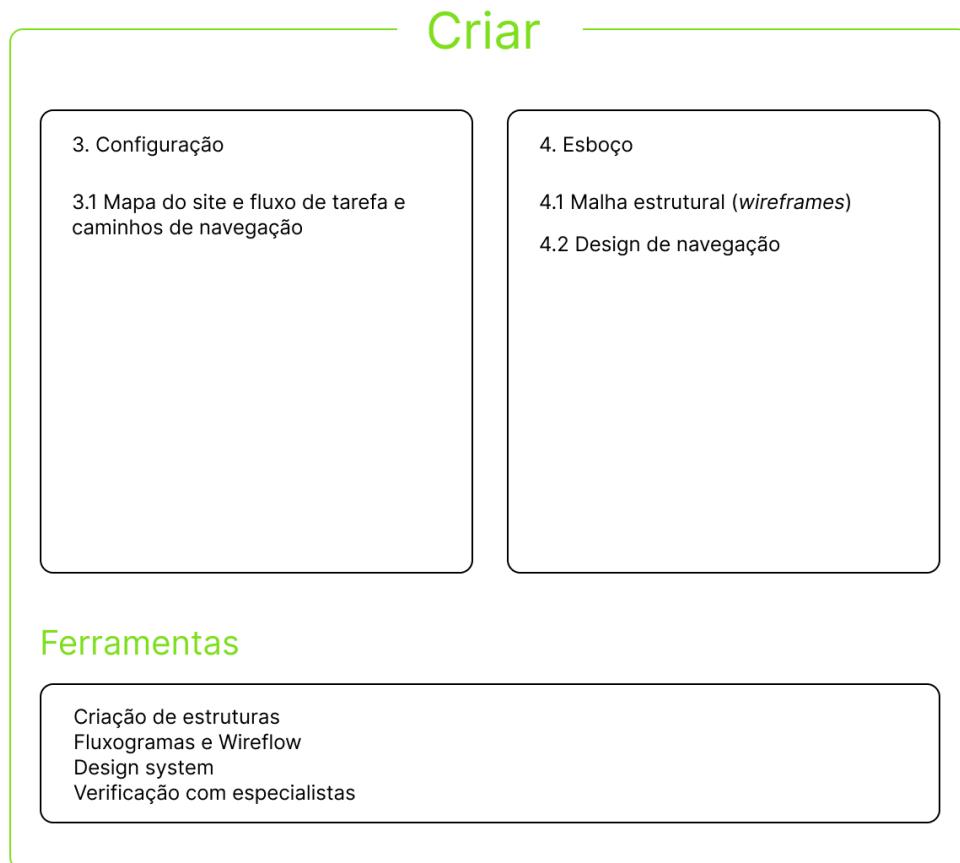 Criar
3. Configuração
3.1 Mapa do site e fluxo de tarefa e
caminhos de navegação
4. Esboço
4.1 Malha estrutural (wireframes)
4.2 Design de navegação
Ferramentas
Criação de estruturas
Fluxogramas e Wireflow
Design system
Verificação com especialistas